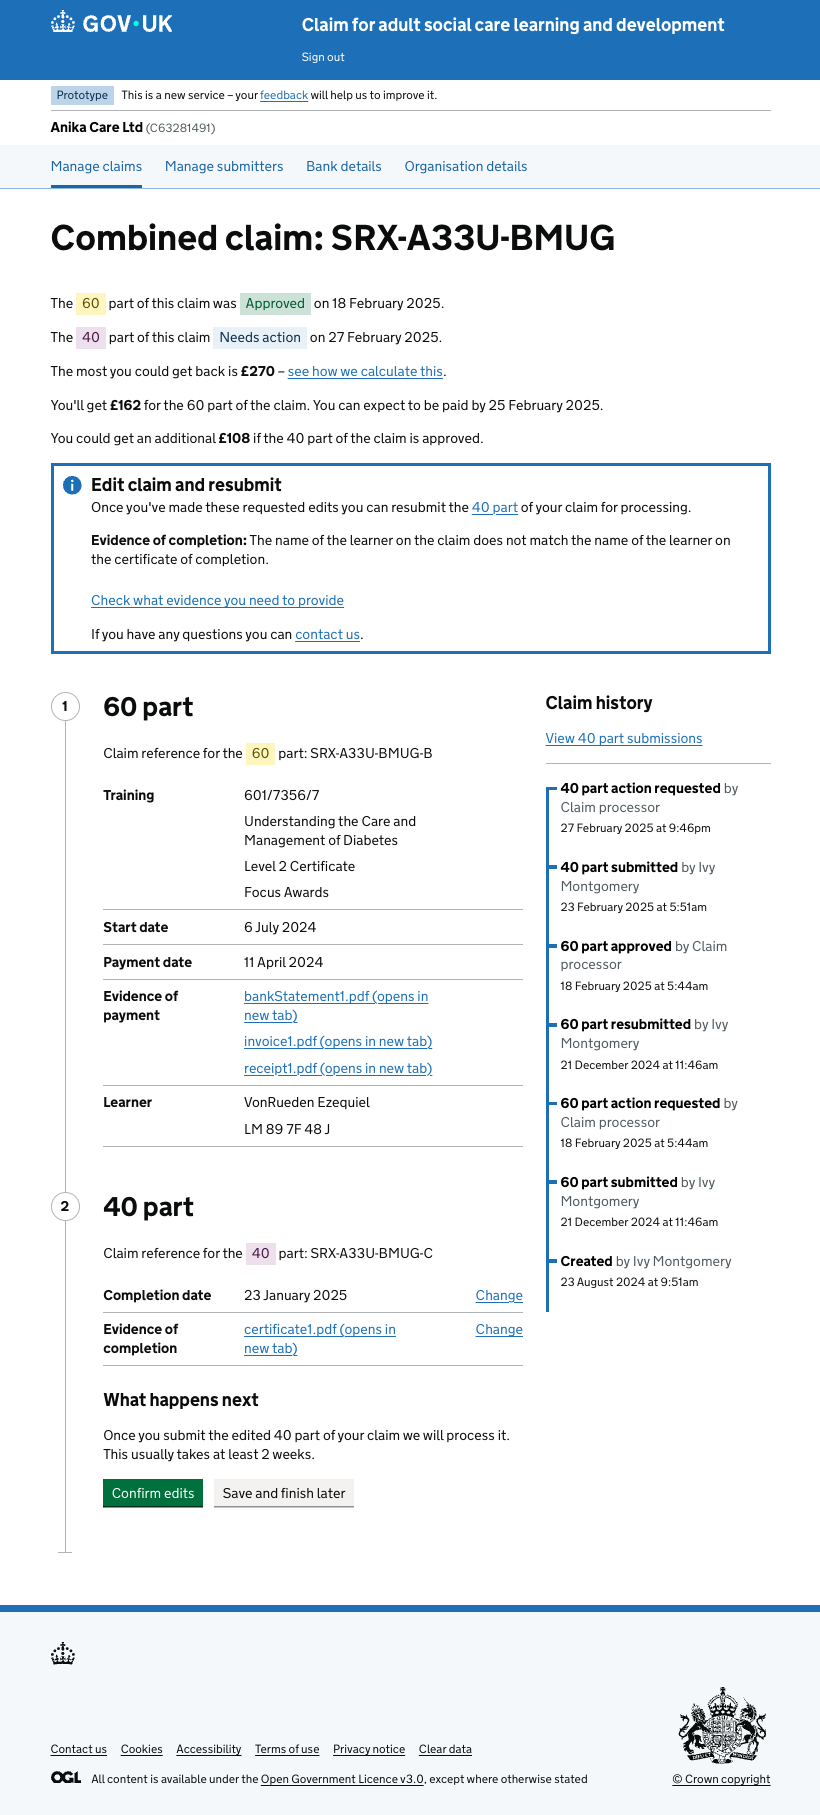 GOV·UK
Claim for adult social care learning and development
Sign out
Prototype This is a new service – your feedback will help us to improve it.
Anika Care Ltd (C63281491)
Manage claims Manage submitters Bank details Organisation details
Combined claim: SRX-A33U-BMUG
The 60 part of this claim was Approved on 18 February 2025.
The 40 part of this claim Needs action on 27 February 2025.
The most you could get back is £270 – see how we calculate this.
You'll get £162 for the 60 part of the claim. You can expect to be paid by 25 February 2025.
You could get an additional £108 if the 40 part of the claim is approved.
Edit claim and resubmit
Once you've made these requested edits you can resubmit the 40 part of your claim for processing.
Evidence of completion: The name of the learner on the claim does not match the name of the learner on
the certificate of completion.
Check what evidence you need to provide
If you have any questions you can contact us.
1
60 part
Claim reference for the 60 part: SRX-A33U-BMUG-B
Training 601/7356/7
Understanding the Care and
Management of Diabetes
Level 2 Certificate
Focus Awards
Start date 6 July 2024
Payment date 11 April 2024
Evidence of
payment
bankStatement1.pdf (opens in
new tab)
invoice1.pdf (opens in new tab)
receipt1.pdf (opens in new tab)
Learner VonRueden Ezequiel
LM 89 7F 48 J
2
40 part
Claim reference for the 40 part: SRX-A33U-BMUG-C
Completion date 23 January 2025 Change
Evidence of
completion
certificate1.pdf (opens in
new tab)
Change
What happens next
Once you submit the edited 40 part of your claim we will process it.
This usually takes at least 2 weeks.
Confirm edits Save and finish later
Claim history
View 40 part submissions
40 part action requested by
Claim processor
27 February 2025 at 9:46pm
40 part submitted by Ivy
Montgomery
23 February 2025 at 5:51am
60 part approved by Claim
processor
18 February 2025 at 5:44am
60 part resubmitted by Ivy
Montgomery
21 December 2024 at 11:46am
60 part action requested by
Claim processor
18 February 2025 at 5:44am
60 part submitted by Ivy
Montgomery
21 December 2024 at 11:46am
Created by Ivy Montgomery
23 August 2024 at 9:51am
Contact us Cookies Accessibility Terms of use Privacy notice Clear data
OGL All content is available under the Open Government Licence v3.0, except where otherwise stated
© Crown copyright